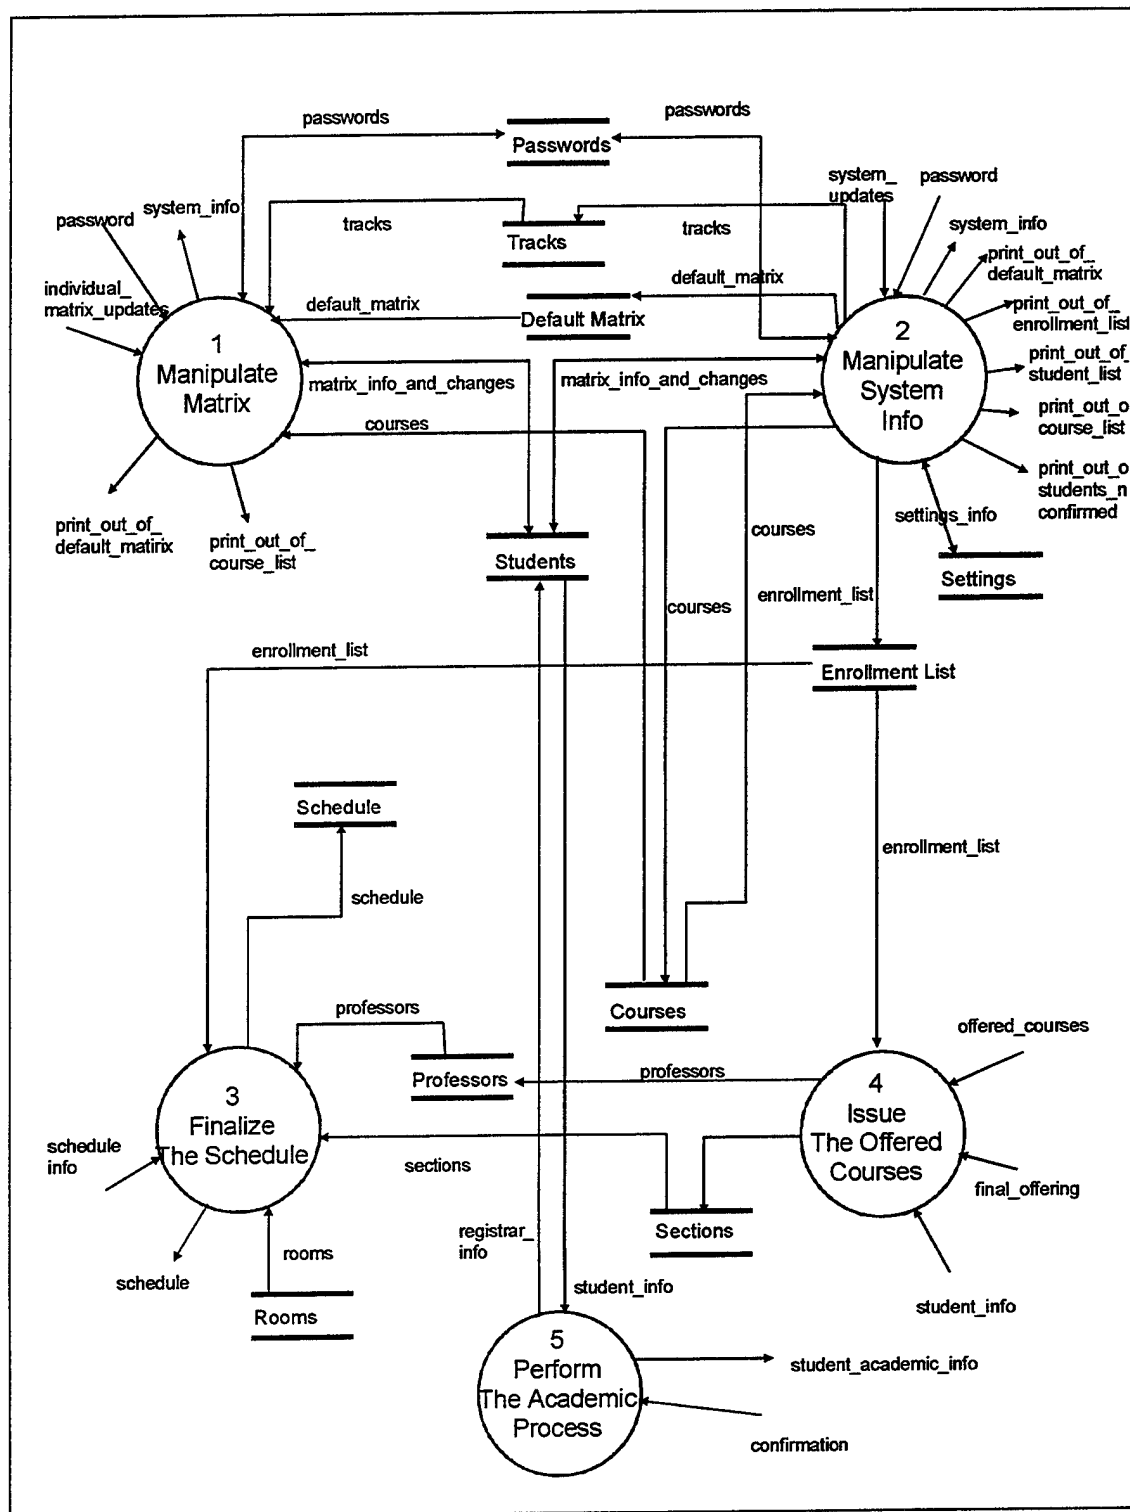 passwords
passwords
Passwords
system_
updates
password
password
system_info
tracks
Tracks
tracks
system_info
print_out_of_
default_matrix
individual_
matrix_updates
default_matrix
Default Matrix
default_matrix
print_out_of_
enrollment_list
1
Manipulate
Matrix
2
Manipulate
System
Info
print_out_of_
student_list
matrix_info_and_changes
matrix_info_and_changes
courses
print_out_o
course_list
print_out_o
students_n
confirmed
print_out_of_
default_matirix
print_out_of_
course_list
settings_info
courses
Students
Settings
enrollment_list
courses
enrollment_list
Enrollment List
Schedule
enrollment_list
schedule
professors
Courses
offered_courses
Professors
professors
3
Finalize
The Schedule
4
Issue
The Offered
Courses
schedule
info
sections
final_offering
registrar_
info
Sections
rooms
schedule
student_info
student_info
Rooms
5
Perform
The Academic
Process
student_academic_info
confirmation